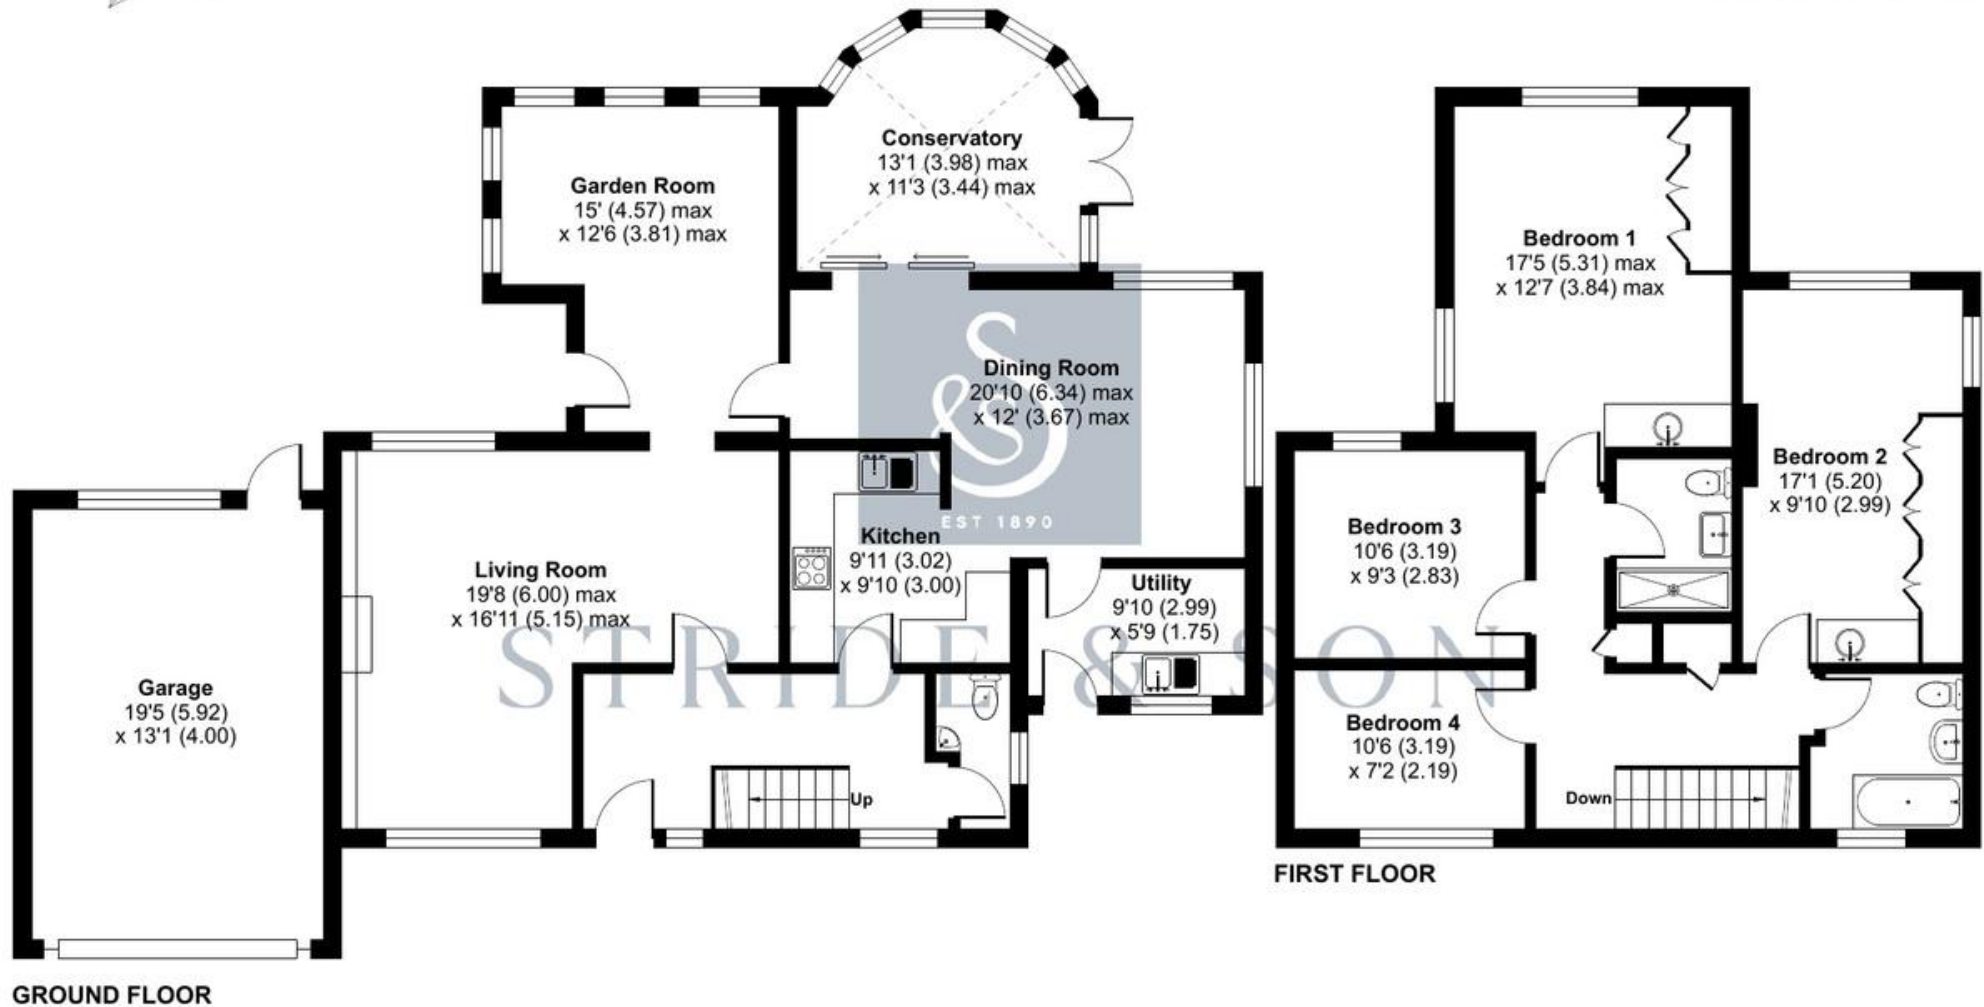 Conservatory
13'1 (3.98) max
x 11'3 (3.44) max
Garden Room
15' (4.57) max
x 12'6 (3.81) max
Dining Room
20'10 (6.34) max
x 12' (3.67) max
EST 1890
Kitchen
9'11 (3.02)
x 9'10 (3.00)
Utility
9'10 (2.99)
x 5'9 (1.75)
Living Room
19'8 (6.00) max
x 16'11 (5.15) max
Garage
19'5 (5.92)
x 13'1 (4.00)
Up
STRIDE & SON
GROUND FLOOR
Bedroom 1
17'5 (5.31) max
x 12'7 (3.84) max
Bedroom 2
17'1 (5.20)
x 9'10 (2.99)
Bedroom 3
10'6 (3.19)
x 9'3 (2.83)
Bedroom 4
10'6 (3.19)
x 7'2 (2.19)
Down
FIRST FLOOR
S&S